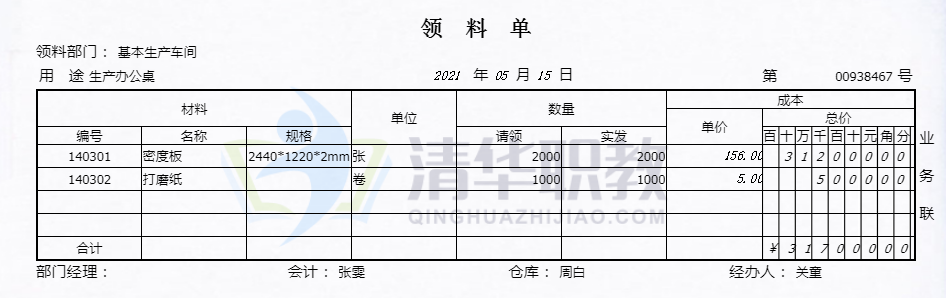 领 料 单
领料部门： 基本生产车间
用 途 生产办公桌 2021 年 05 月 15 日 第 00938467 号
材料 单位 数量 成本
编号 名称 规格 请领 实发 单价 总价
百 十 万 千 百 十 元 角 分
140301 密度板 2440*1220*2mm 张 2000 2000 156.00 3 1 2 0 0 0 0 0
140302 打磨纸 卷 1000 1000 5.00 5 0 0 0 0 0
合计 ¥ 3 1 7 0 0 0 0 0
部门经理： 会计： 张雯 仓库： 周白 经办人： 关童
业务联
清华职教
QINGHUAZHIJIAO.COM